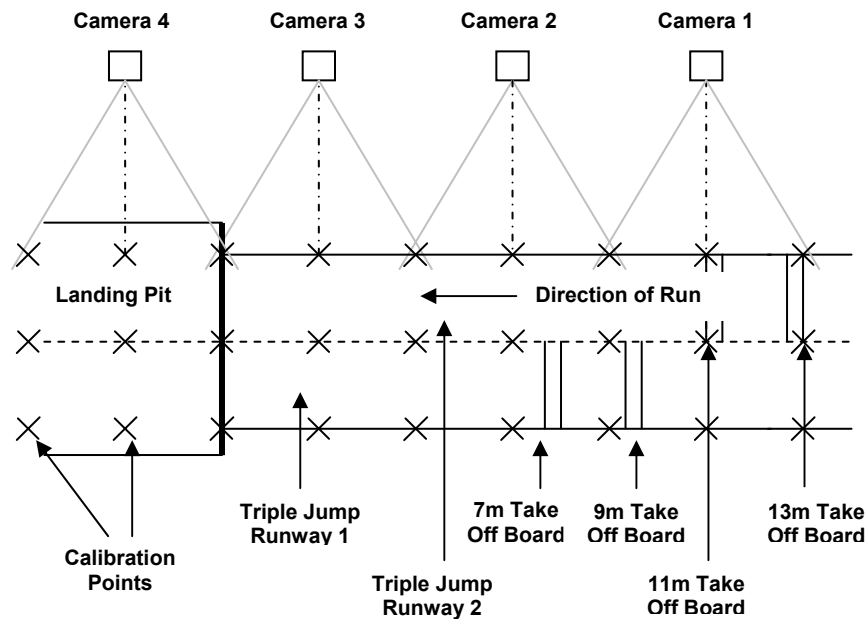 Camera 4 Camera 3 Camera 2 Camera 1
Landing Pit Direction of Run
Triple Jump
Runway 1
7m Take
Off Board
9m Take
Off Board
13m Take
Off Board
Calibration
Points
Triple Jump
Runway 2
11m Take
Off Board